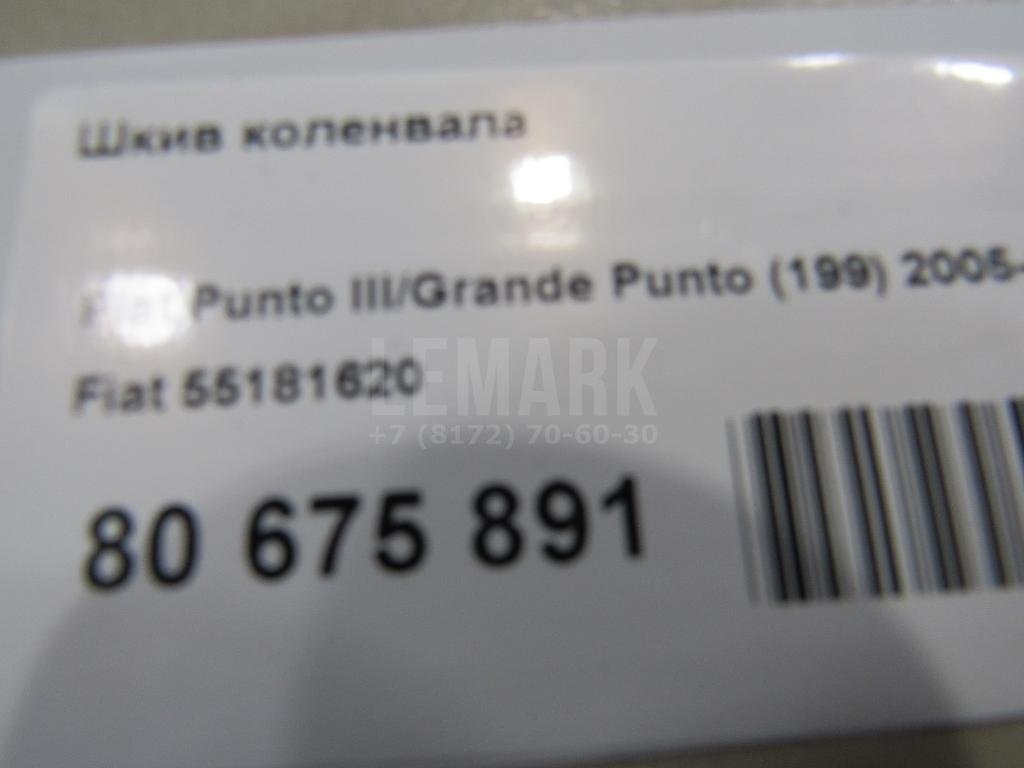 Шкив коленвала
Fiat Punto III/Grande Punto (199) 2005-
Fiat 55181620
LEMARK
+7 (8172) 70-60-30
80 675 891